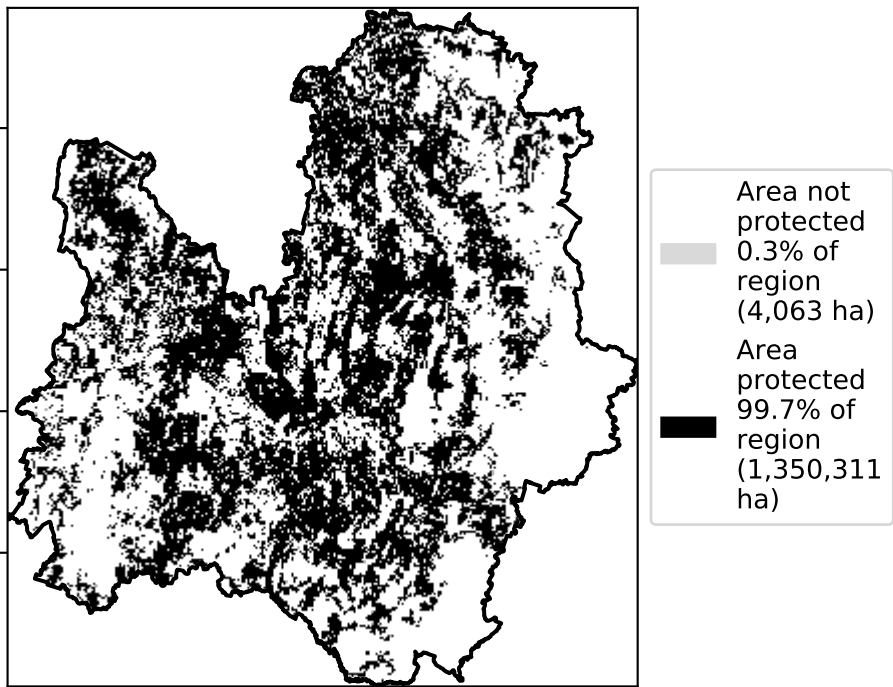 Area not
protected
0.3% of
region
(4,063 ha)
Area
protected
99.7% of
region
(1,350,311
ha)